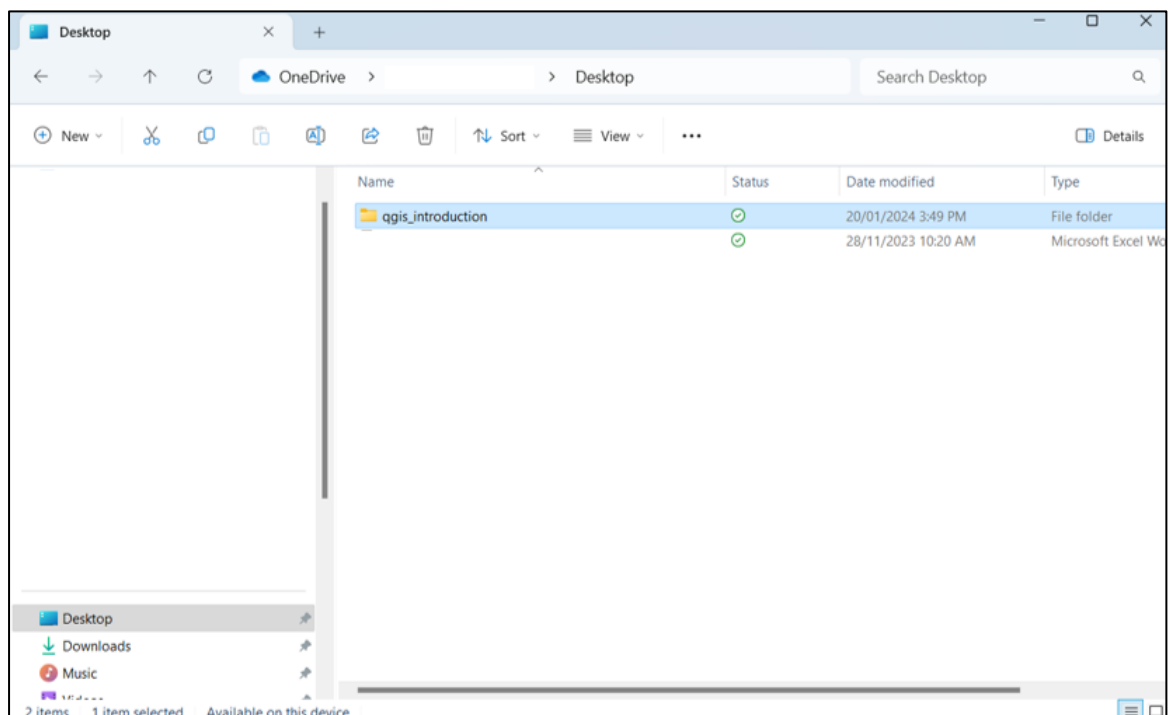 Desktop
OneDrive > > Desktop Search Desktop
New Sort View ... Details
Name Status Date modified Type
qgis_introduction 20/01/2024 3:49 PM File folder
28/11/2023 10:20 AM Microsoft Excel Wo
Desktop
Downloads
Music
Videos
2 items 1 item selected Available on this device